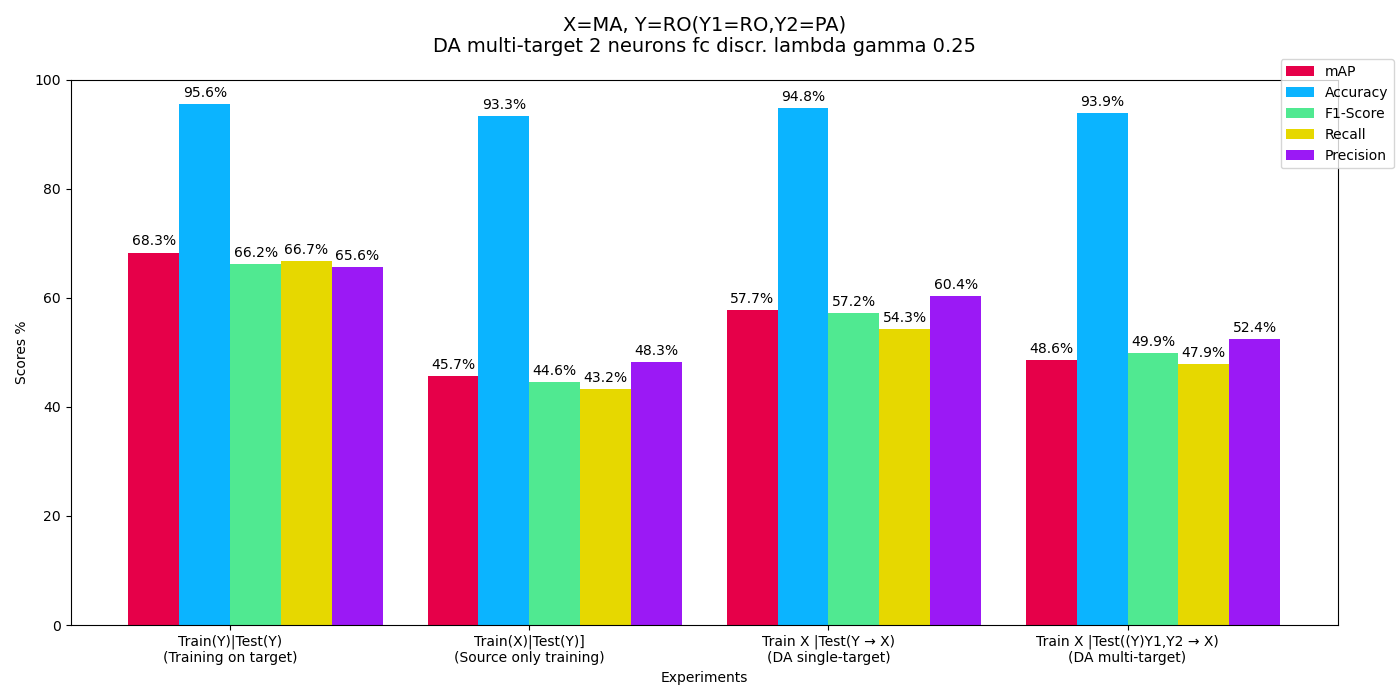 X=MA, Y=RO(Y1=RO,Y2=PA)
DA multi-target 2 neurons fc discr. lambda gamma 0.25
mAP
Accuracy
F1-Score
Recall
Precision
Scores %
100
80
60
40
20
0
68.3%
95.6%
66.2%
66.7%
65.6%
45.7%
93.3%
44.6%
43.2%
48.3%
57.7%
94.8%
57.2%
54.3%
60.4%
48.6%
93.9%
49.9%
47.9%
52.4%
Train(Y)|Test(Y)
(Training on target)
Train(X)|Test(Y)]
(Source only training)
Train X |Test(Y → X)
(DA single-target)
Train X |Test((Y)Y1,Y2 → X)
(DA multi-target)
Experiments